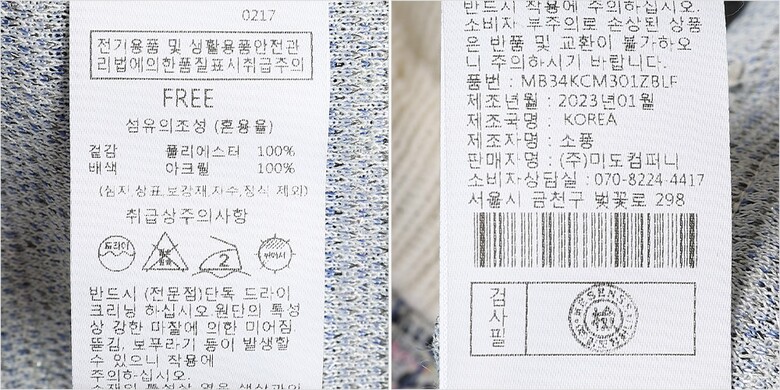 0217
전기용품 및 생활용품안전관
리법에의한품질표시취급주의
FREE
섬유의조성 (혼용율)
겉감 폴리에스터 100%
배색 아크릴 100%
(심지,상표,보강재,자수,장식 제외)
취급상주의사항
드라이
2
반드시 (전문점)단독 드라이
크리닝 하십시오.원단의 특성
상 강한 마찰에 의한 미어짐,
뜯김, 보푸라기 등이 발생할
수 있으니 착용에
주의하십시오.
반드시 착용에 주의하십시오.
소비자 부주의로 손상된 상품
은 반품 및 교환이 불가하오
니 주의하시기 바랍니다.
품번 : MB34KCM301ZBLF
제조년월 : 2023년01월
제조국명 : KOREA
제조자명 : 소풍
판매자명 : (주)미도컴퍼니
소비자상담실 : 070-8224-4417
서울시 금천구 벚꽃로 298
검사필